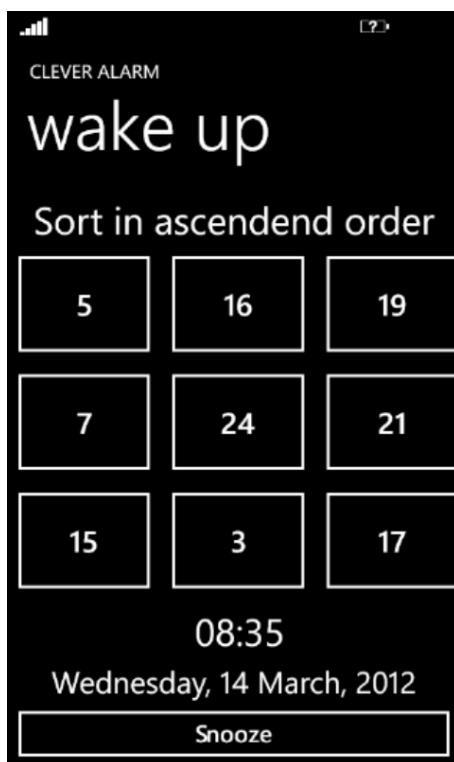 CLEVER ALARM
wake up
Sort in ascendend order
5 16 19
7 24 21
15 3 17
08:35
Wednesday, 14 March, 2012
Snooze